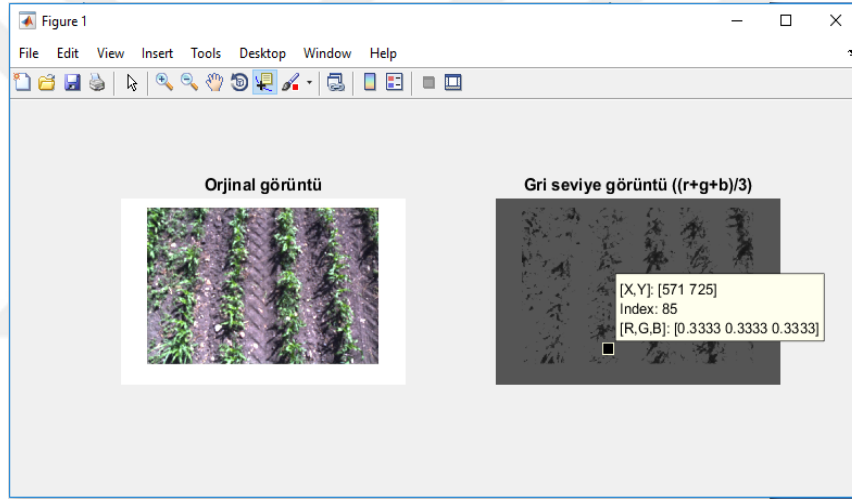 Figure 1
File Edit View Insert Tools Desktop Window Help
Orjinal görüntü
Gri seviye görüntü ((r+g+b)/3)
[X,Y]: [571 725]
Index: 85
[R,G,B]: [0.3333 0.3333 0.3333]